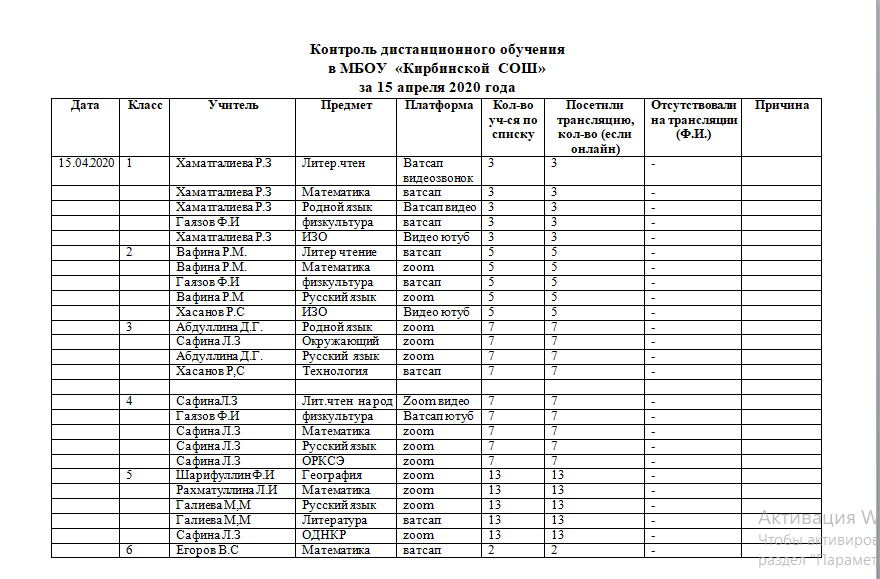 Контроль дистанционного обучения
в МБОУ «Кирбинской СОШ»
за 15 апреля 2020 года
Дата Класс Учитель Предмет Платформа Кол-во уч-ся по списку Посетили трансляцию, кол-во (если онлайн) Отсутствовали на трансляции (Ф.И.) Причина
15.04.2020 1 Хаматгалиева Р.З Литер.чтен Ватсап видеозвонок 3 3 -
Хаматгалиева Р.З Математика ватсап 3 3 -
Хаматгалиева Р.З Родной язык Ватсап видео 3 3 -
Гаязов Ф.И физкультура ватсап 3 3 -
Хаматгалиева Р.З ИЗО Видео ютуб 3 3 -
2 Вафина Р.М. Литер чтение ватсап 5 5 -
Вафина Р.М. Математика zoom 5 5 -
Гаязов Ф.И физкультура ватсап 5 5 -
Вафина Р.М Русский язык zoom 5 5 -
Хасанов Р.С ИЗО Видео ютуб 5 5 -
3 Абдуллина Д.Г. Родной язык zoom 7 7 -
Сафина Л.З Окружающий zoom 7 7 -
Абдуллина Д.Г. Русский язык zoom 7 7 -
Хасанов Р,С Технология ватсап 7 7 -
4 Сафина Л.З Лит.чтен на род Zoom видео 7 7 -
Гаязов Ф.И физкультура Ватсап ютуб 7 7 -
Сафина Л.З Математика zoom 7 7 -
Сафина Л.З Русский язык zoom 7 7 -
Сафина Л.З ОРКСЭ zoom 7 7 -
5 Шарифуллин Ф.И География zoom 13 13 -
Рахматуллина Л.И Математика zoom 13 13 -
Галиева М,М Русский язык zoom 13 13 -
Галиева М,М Литература ватсап 13 13 -
Сафина Л.З ОДНКР zoom 13 13 -
6 Егоров В.С Математика ватсап 2 2 -
Активация W
Чтобы активиров
раздел "Парамет